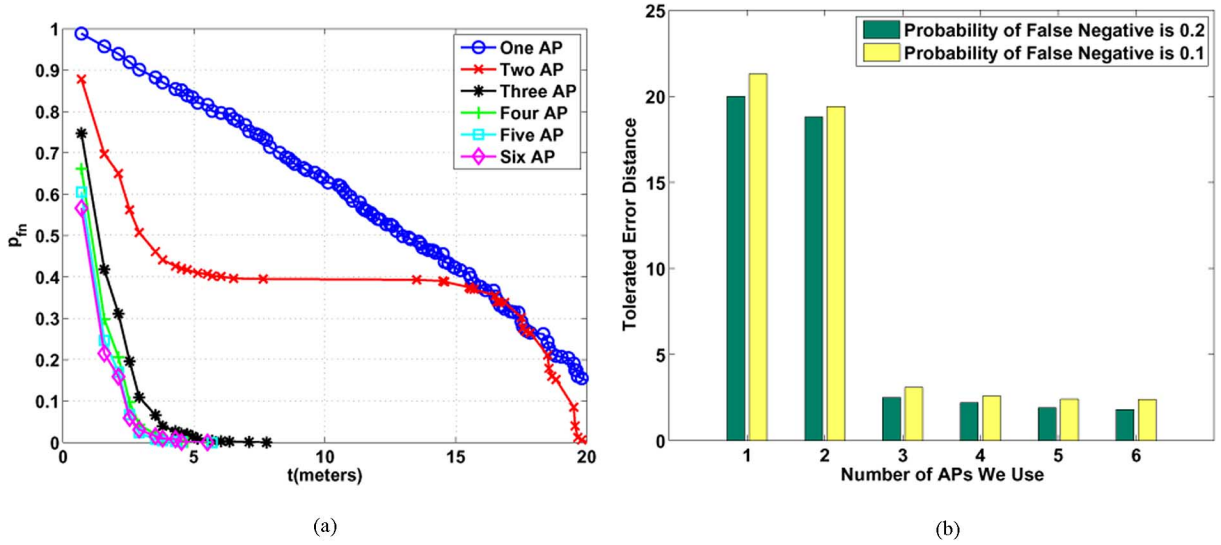 1
0.9
0.8
0.7
0.6
0.5
0.4
0.3
0.2
0.1
0
p_fn
One AP
Two AP
Three AP
Four AP
Five AP
Six AP
0 5 10 15 20
t(meters)
(a)
25
20
15
10
5
0
Tolerated Error Distance
Probability of False Negative is 0.2
Probability of False Negative is 0.1
1 2 3 4 5 6
Number of APs We Use
(b)